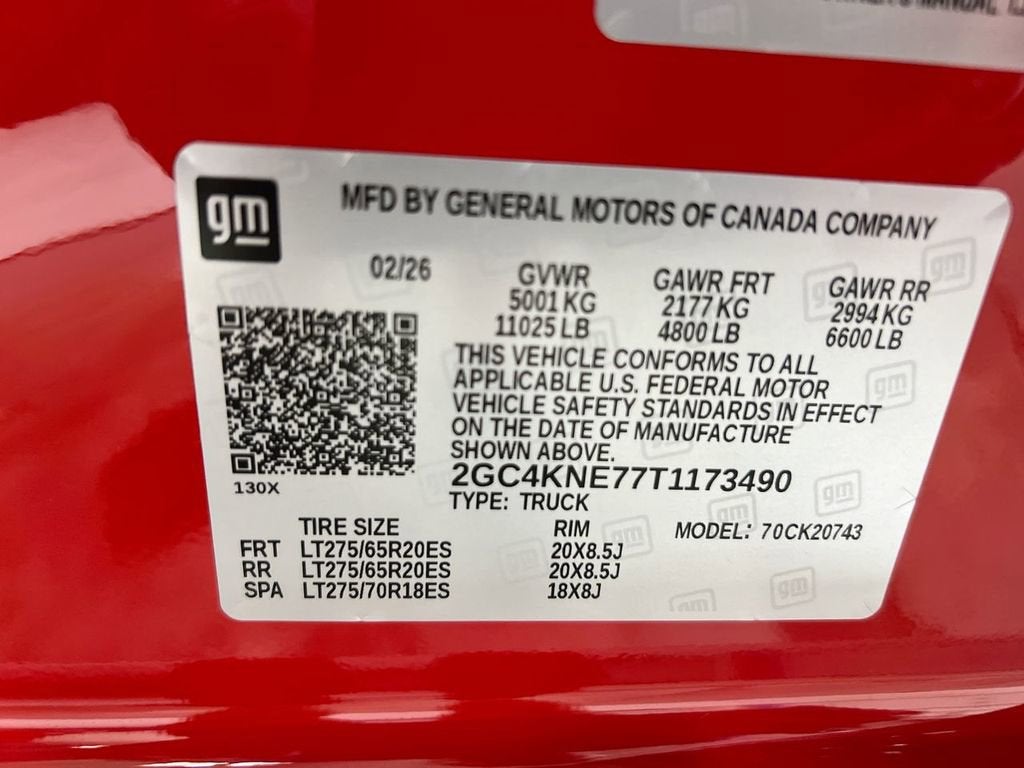 MANUAL
gm
MFD BY GENERAL MOTORS OF CANADA COMPANY
02/26
GVWR GAWR FRT GAWR RR
5001 KG 2177 KG 2994 KG
11025 LB 4800 LB 6600 LB
THIS VEHICLE CONFORMS TO ALL
APPLICABLE U.S. FEDERAL MOTOR
VEHICLE SAFETY STANDARDS IN EFFECT
ON THE DATE OF MANUFACTURE
SHOWN ABOVE.
2GC4KNE77T1173490
130X
TYPE: TRUCK
TIRE SIZE RIM MODEL: 70CK20743
FRT LT275/65R20ES 20X8.5J
RR LT275/65R20ES 20X8.5J
SPA LT275/70R18ES 18X8J